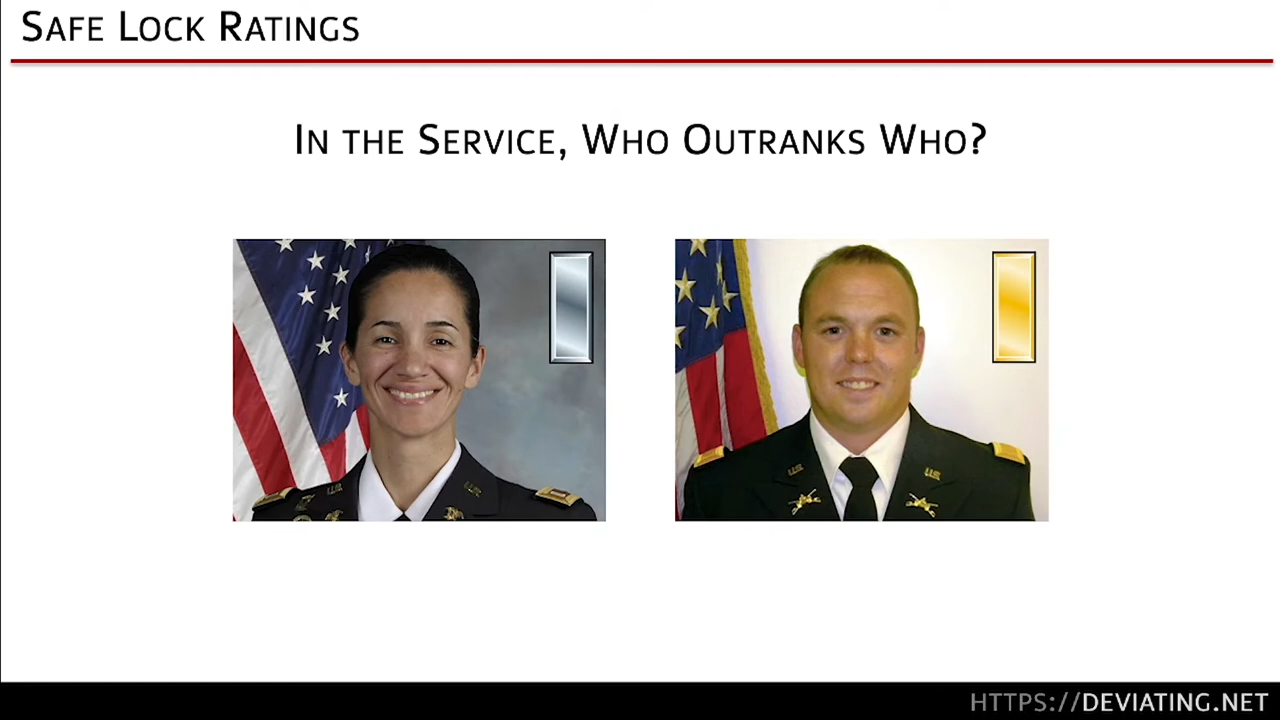 Safe Lock Ratings
In the Service, Who Outranks Who?
U.S.
U.S.
U.S.
U.S.
https://deviating.net